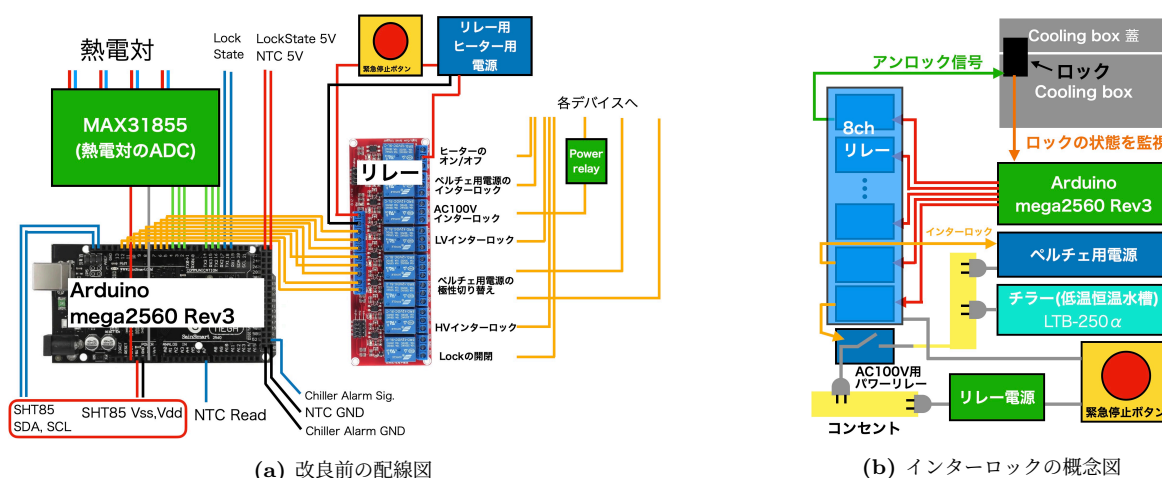 熱電対
Lock
State
LockState 5V
NTC 5V
緊急停止ボタン
リレー用
ヒーター用
電源
MAX31855
(熱電対のADC)
リレー
各デバイスへ
Power
relay
ヒーターの
オン/オフ
ペルチェ用電源の
インターロック
AC100V
インターロック
LVインターロック
ペルチェ用電源の
極性切り替え
HVインターロック
Lockの開閉
Arduino
mega2560 Rev3
SHT85
SDA, SCL
SHT85 Vss,Vdd
NTC Read
Chiller Alarm Sig.
NTC GND
Chiller Alarm GND
(a) 改良前の配線図
Cooling box 蓋
アンロック信号
ロック
Cooling box
8ch
リレー
ロックの状態を監視
Arduino
mega2560 Rev3
インターロック
ペルチェ用電源
チラー(低温恒温水槽)
LTB-250α
AC100V用
パワーリレー
リレー電源
緊急停止ボタン
コンセント
(b) インターロックの概念図